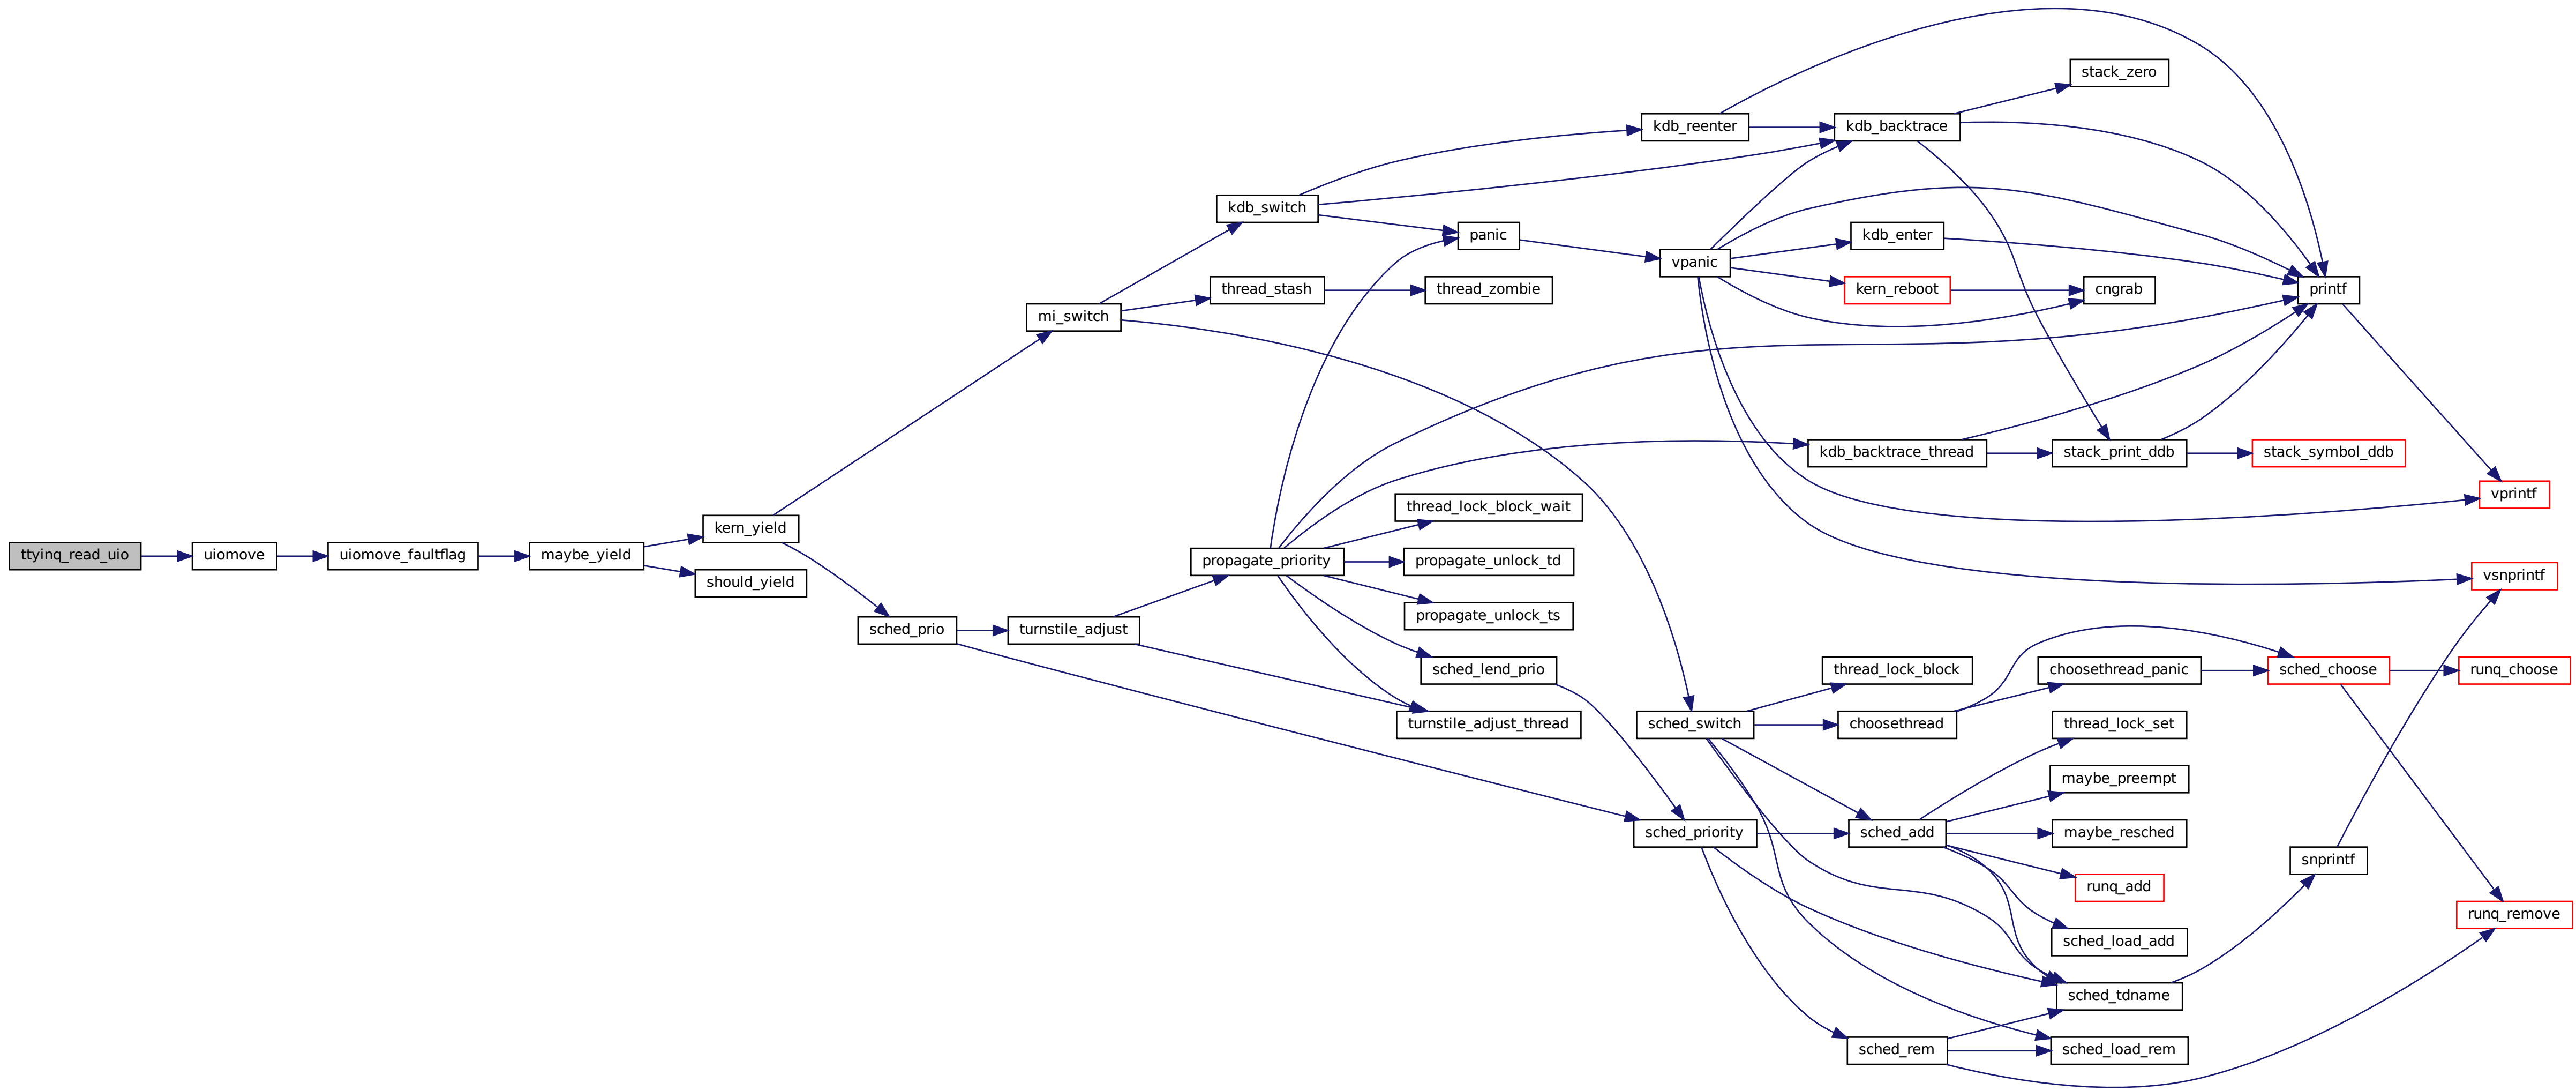 ttyinq_read_uio
uiomove
uiomove_faultflag
maybe_yield
kern_yield
should_yield
mi_switch
sched_prio
turnstile_adjust
kdb_switch
thread_stash
thread_zombie
propagate_priority
panic
thread_lock_block_wait
propagate_unlock_td
propagate_unlock_ts
sched_lend_prio
turnstile_adjust_thread
kdb_reenter
vpanic
kdb_backtrace
stack_zero
kdb_enter
kern_reboot
cngrab
printf
kdb_backtrace_thread
stack_print_ddb
stack_symbol_ddb
vprintf
vsnprintf
sched_switch
thread_lock_block
choosethread
choosethread_panic
sched_choose
runq_choose
sched_priority
sched_add
thread_lock_set
maybe_preempt
maybe_resched
runq_add
sched_load_add
snprintf
runq_remove
sched_tdname
sched_rem
sched_load_rem